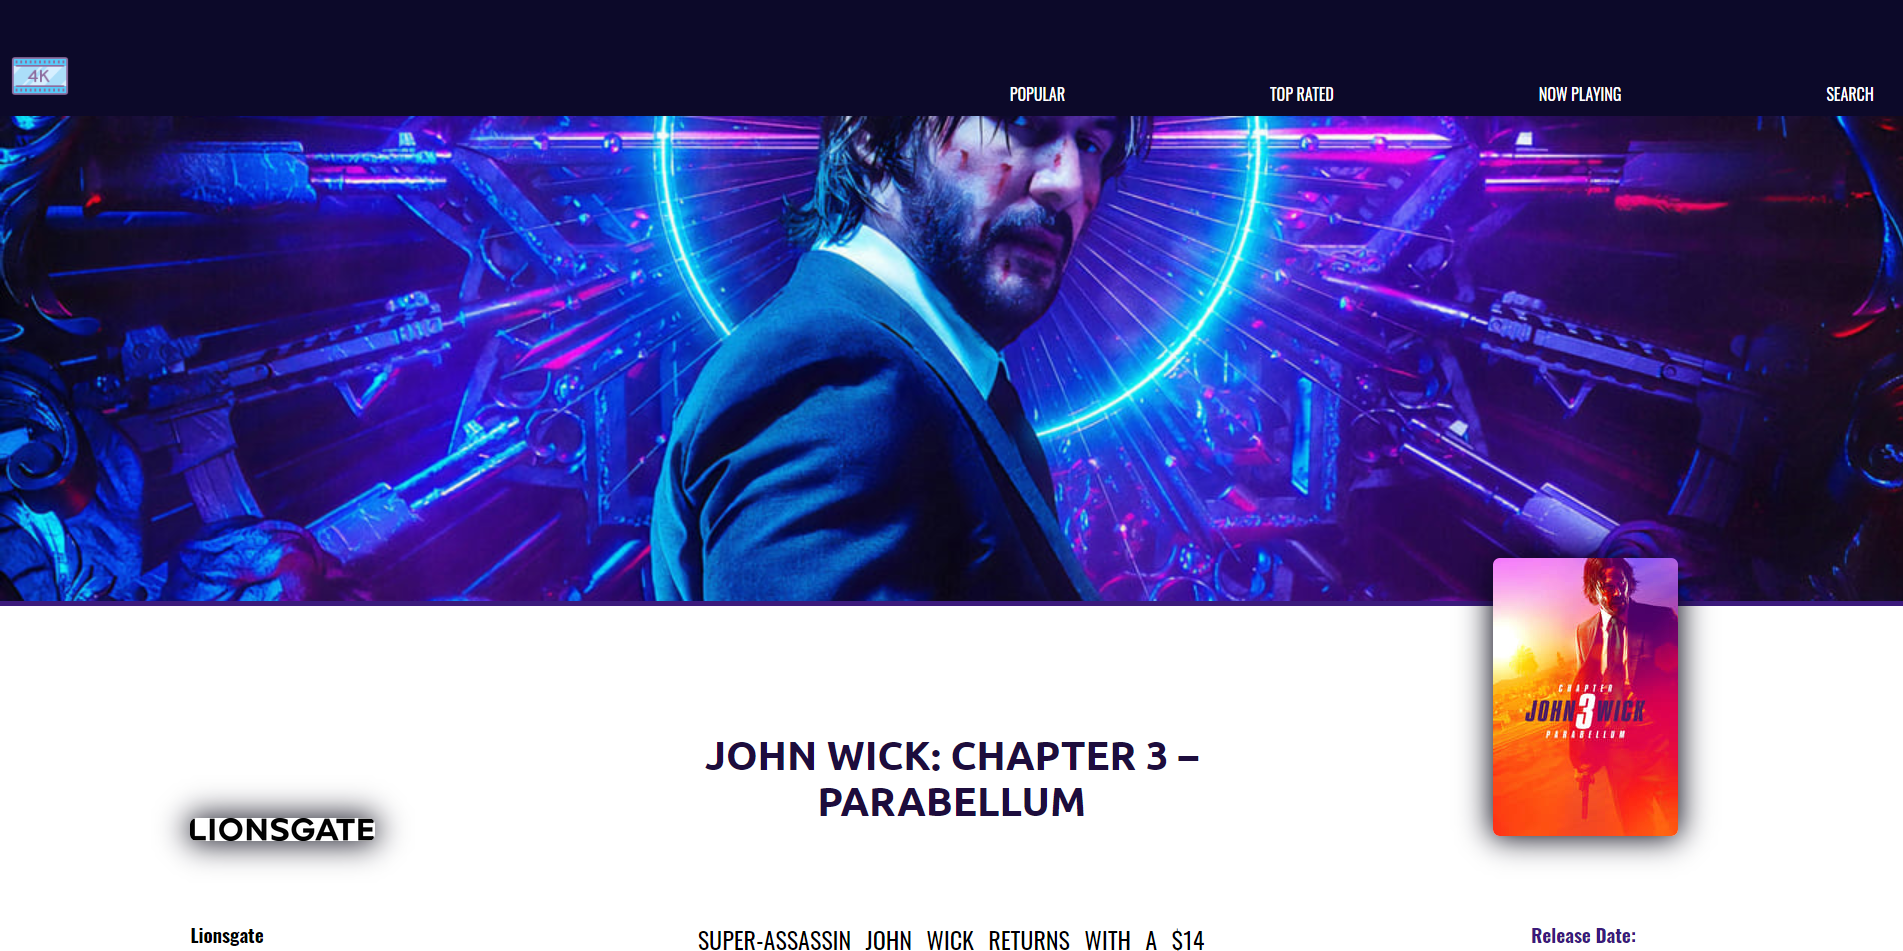 4K
POPULAR
TOP RATED
NOW PLAYING
SEARCH
CHAPTER
JOHN 3 WICK
PARABELLUM
JOHN WICK: CHAPTER 3 –
PARABELLUM
LIONSGATE
Lionsgate
SUPER-ASSASSIN JOHN WICK RETURNS WITH A $14
Release Date: